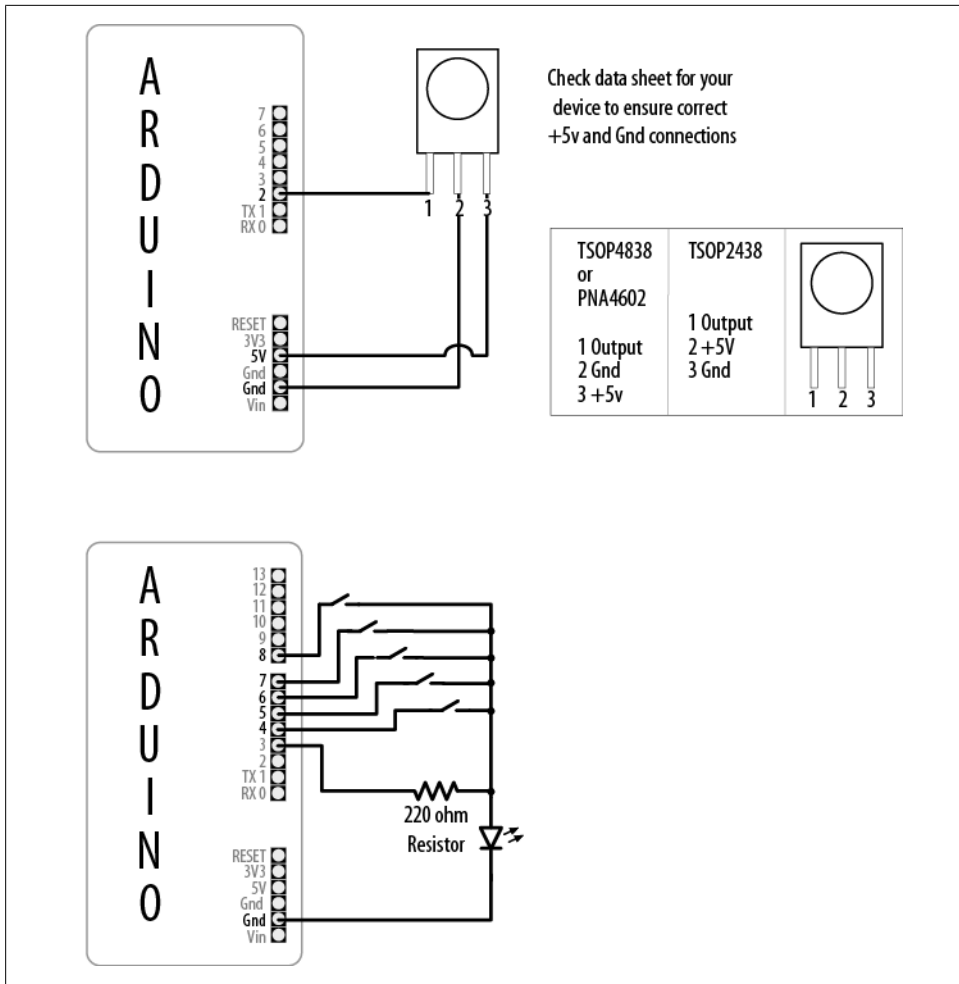 ARDUINO
7
6
5
4
3
2
TX 1
RX 0
RESET
3V3
5V
Gnd
Gnd
Vin
1 2 3
Check data sheet for your
device to ensure correct
+5v and Gnd connections
TSOP4838
or
PNA4602
1 Output
2 Gnd
3 +5v
TSOP2438
1 Output
2 +5V
3 Gnd
1 2 3
ARDUINO
13
12
11
10
9
8
7
6
5
4
3
2
TX 1
RX 0
RESET
3V3
5V
Gnd
Gnd
Vin
220 ohm
Resistor